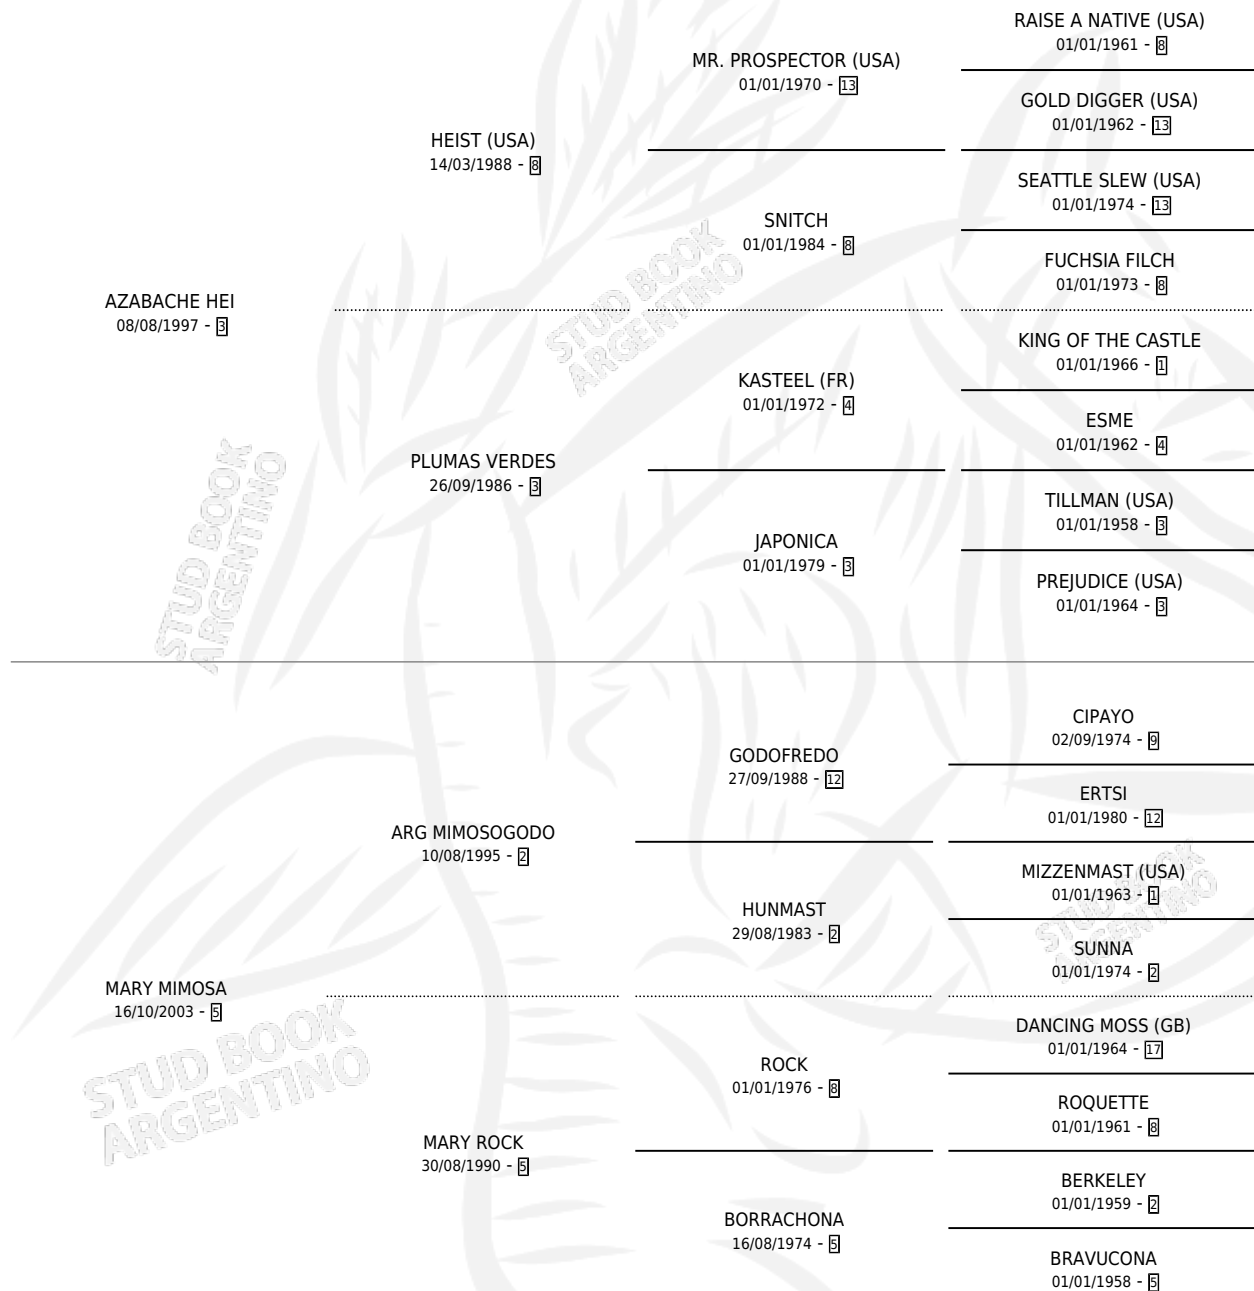 RAISE A NATIVE (USA)
01/01/1961 - 8
MR. PROSPECTOR (USA)
01/01/1970 - 13
GOLD DIGGER (USA)
01/01/1962 - 13
HEIST (USA)
14/03/1988 - 8
SEATTLE SLEW (USA)
01/01/1974 - 13
SNITCH
01/01/1984 - 8
FUCHSIA FILCH
01/01/1973 - 8
AZABACHE HEI
08/08/1997 - 3
KING OF THE CASTLE
01/01/1966 - 1
KASTEEL (FR)
01/01/1972 - 4
ESME
01/01/1962 - 4
PLUMAS VERDES
26/09/1986 - 3
TILLMAN (USA)
01/01/1958 - 3
JAPONICA
01/01/1979 - 3
PREJUDICE (USA)
01/01/1964 - 3
CIPAYO
02/09/1974 - 9
GODOFREDO
27/09/1988 - 12
ERTSI
01/01/1980 - 12
ARG MIMOSOGODO
10/08/1995 - 2
MIZZENMAST (USA)
01/01/1963 - 1
HUNMAST
29/08/1983 - 2
SUNNA
01/01/1974 - 2
MARY MIMOSA
16/10/2003 - 5
DANCING MOSS (GB)
01/01/1964 - 17
ROCK
01/01/1976 - 8
ROQUETTE
01/01/1961 - 8
MARY ROCK
30/08/1990 - 5
BERKELEY
01/01/1959 - 2
BORRACHONA
16/08/1974 - 5
BRAVUCONA
01/01/1958 - 5
STUD BOOK
ARGENTINO
STUD BOOK
ARGENTINO
STUD BOOK
ARGENTINO
STUD BOOK
ARGENTINO